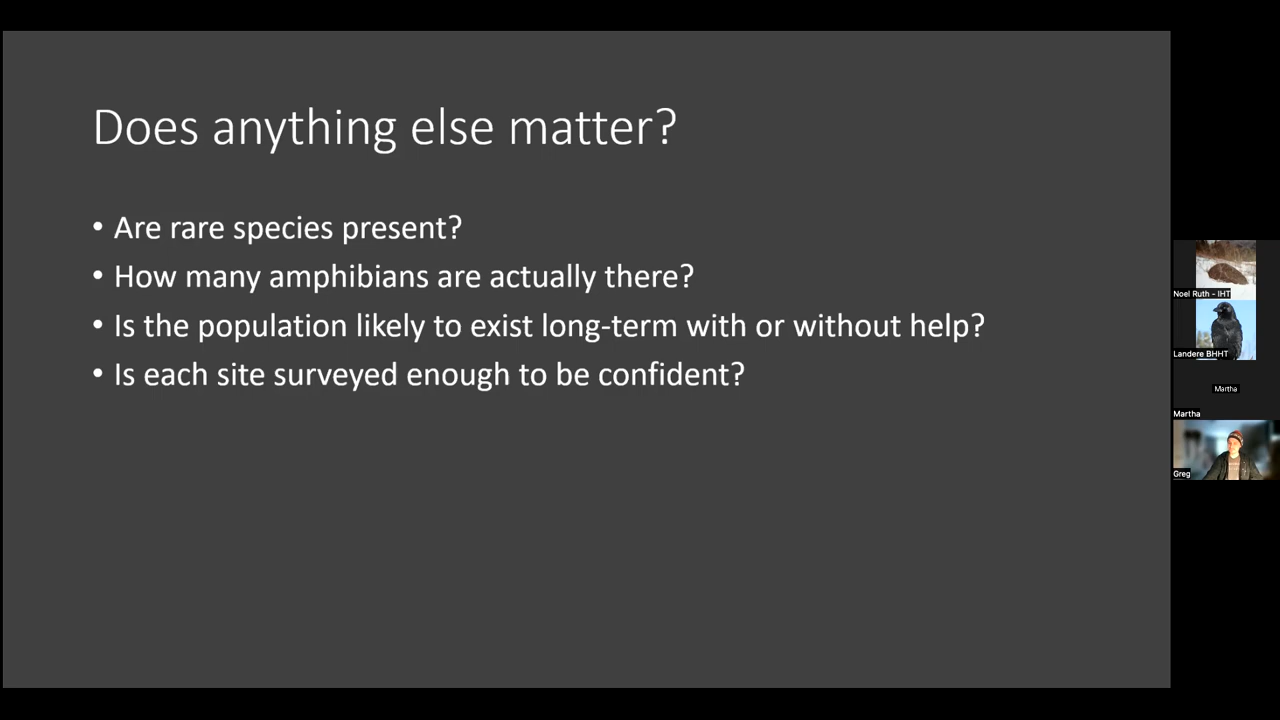 Does anything else matter?
• Are rare species present?
• How many amphibians are actually there?
• Is the population likely to exist long-term with or without help?
• Is each site surveyed enough to be confident?
Noel Ruth - IHT
Landere BHHT
Martha
Martha
Greg